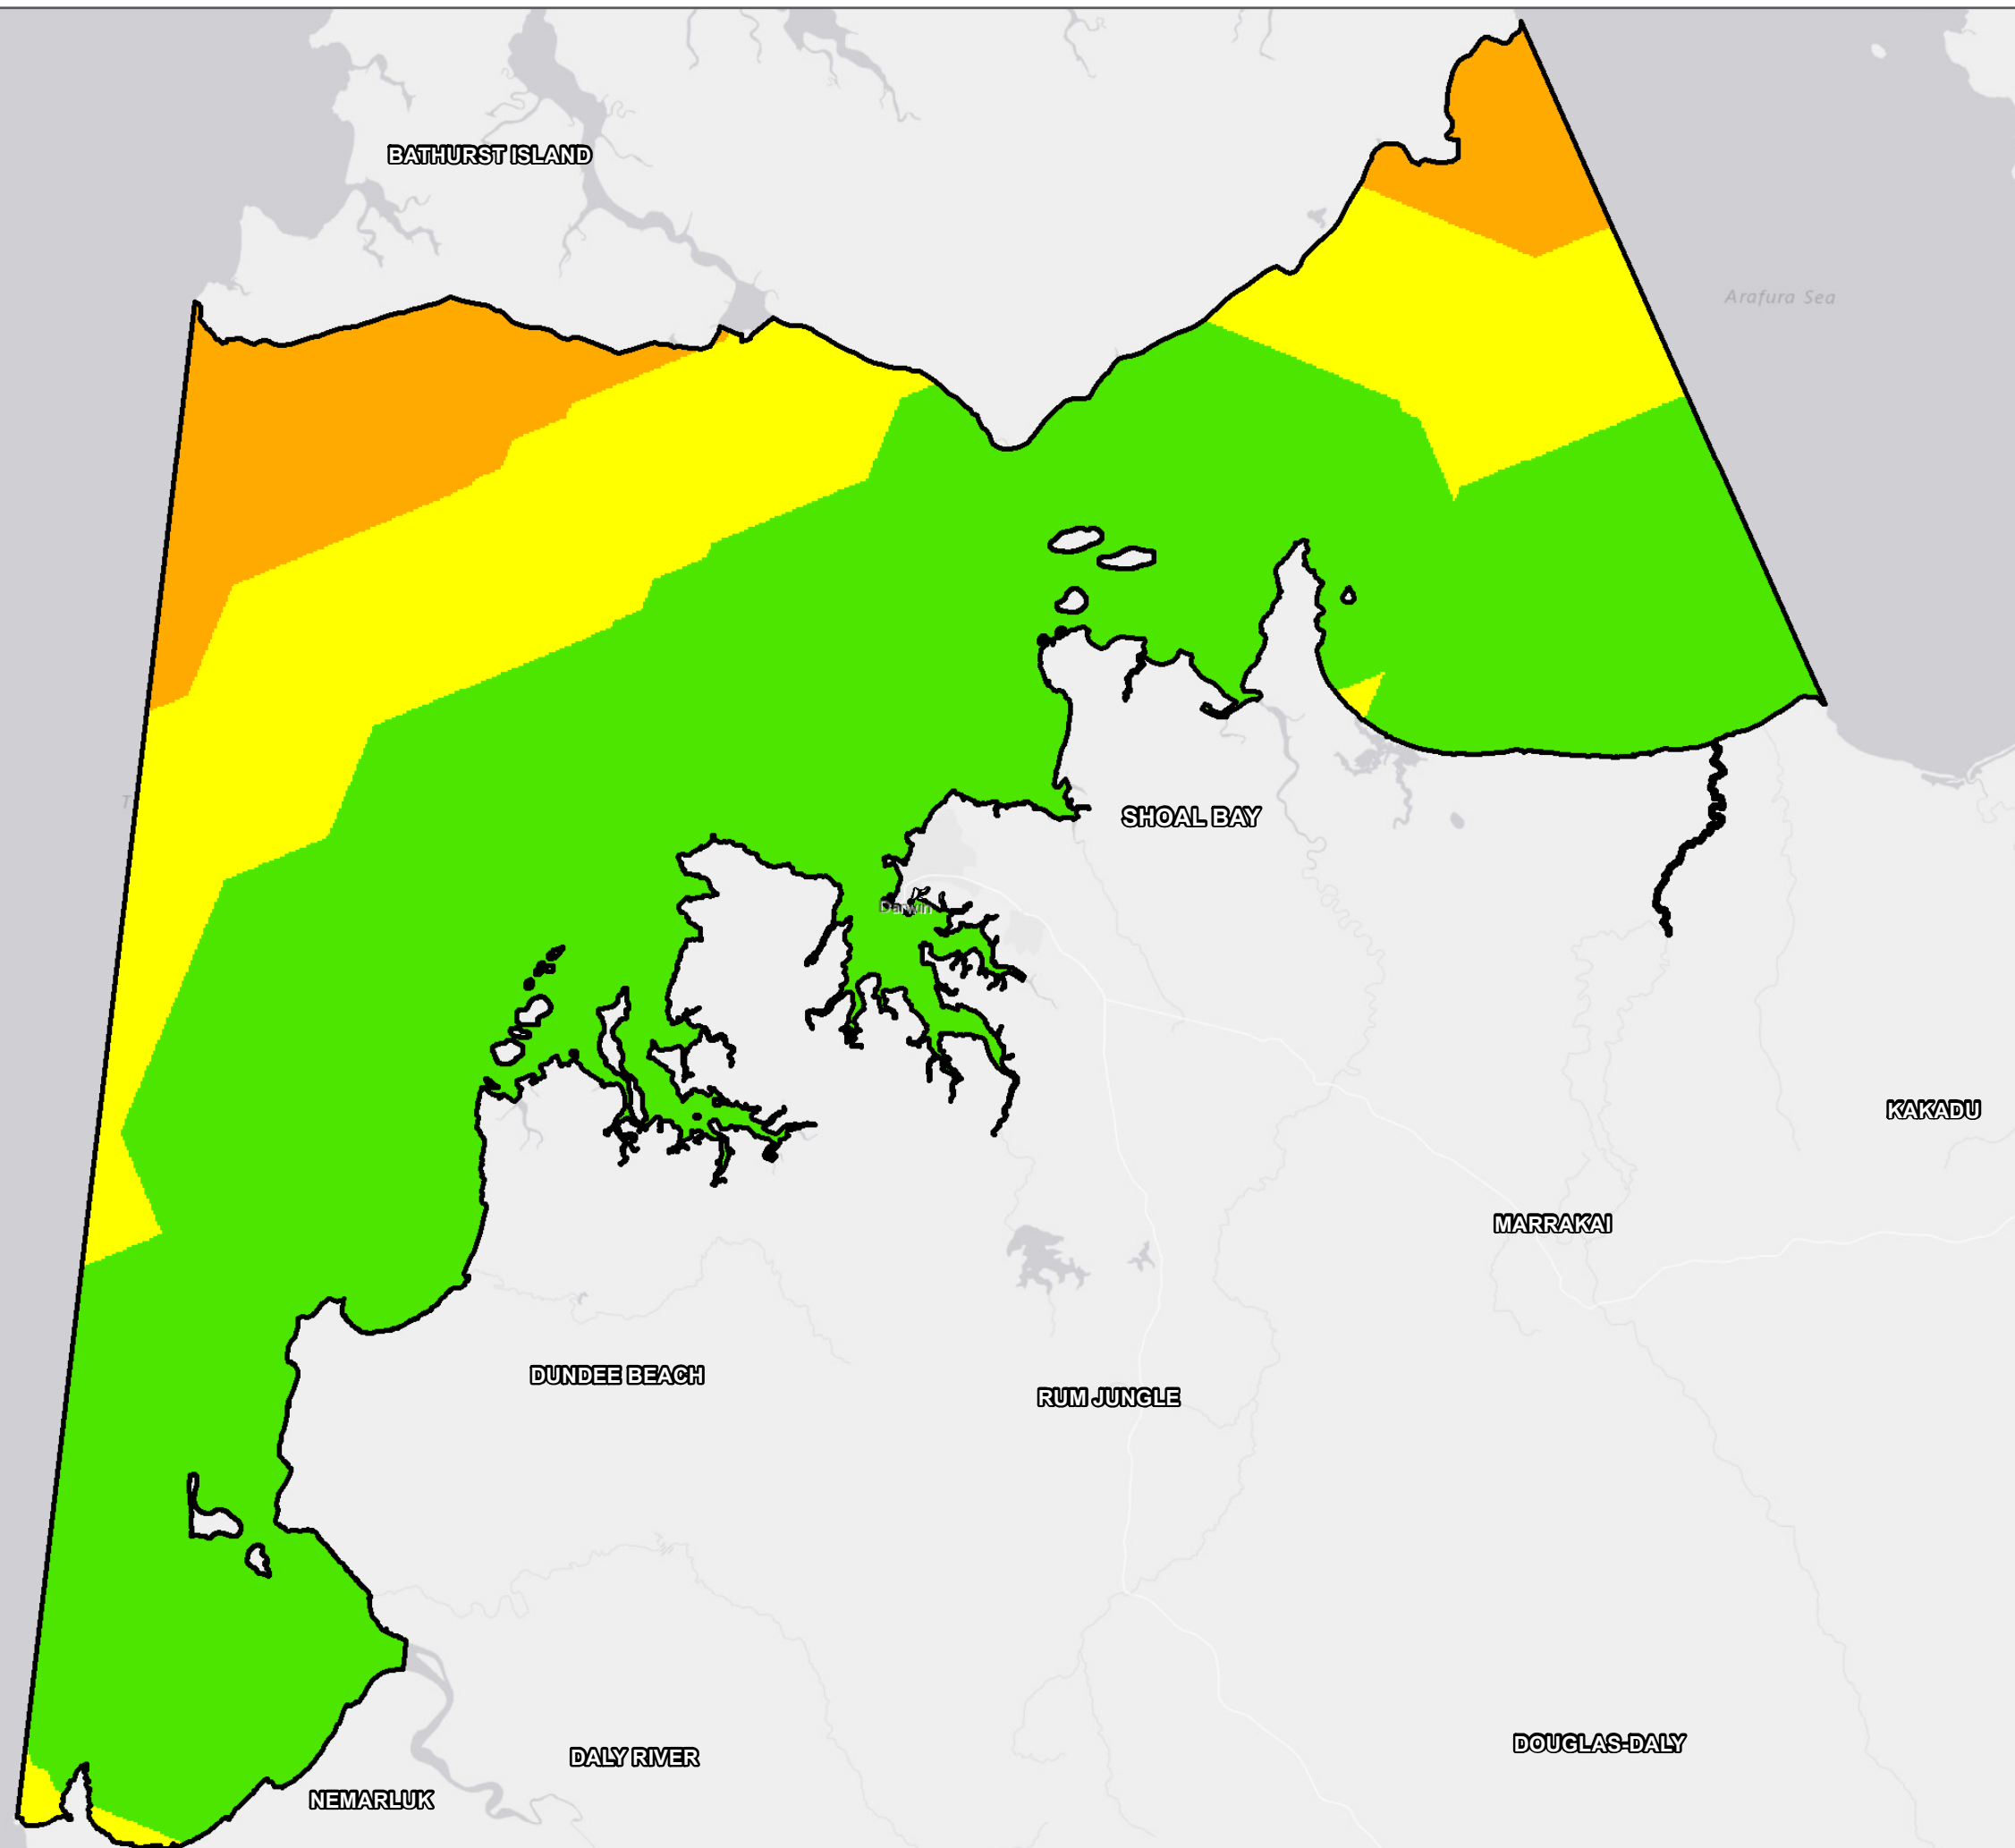 BATHURST ISLAND
Arafura Sea
SHOAL BAY
Darwin
KAKADU
MARRAKAI
DUNDEE BEACH
RUM JUNGLE
DOUGLAS-DALY
DALY RIVER
NEMARLUK